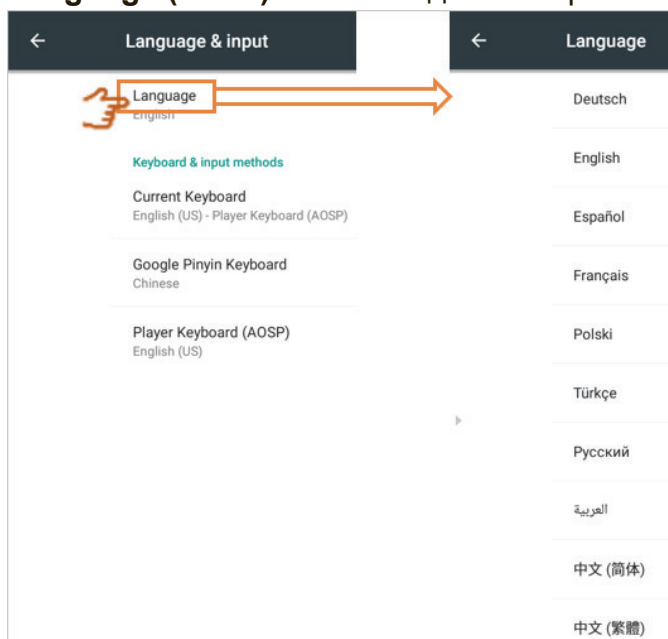 Language & input
Language
English
Keyboard & input methods
Current Keyboard
English (US) - Player Keyboard (AOSP)
Google Pinyin Keyboard
Chinese
Player Keyboard (AOSP)
English (US)
Language
Deutsch
English
Español
Français
Polski
Türkçe
Русский
العربية
中文 (简体)
中文 (繁體)